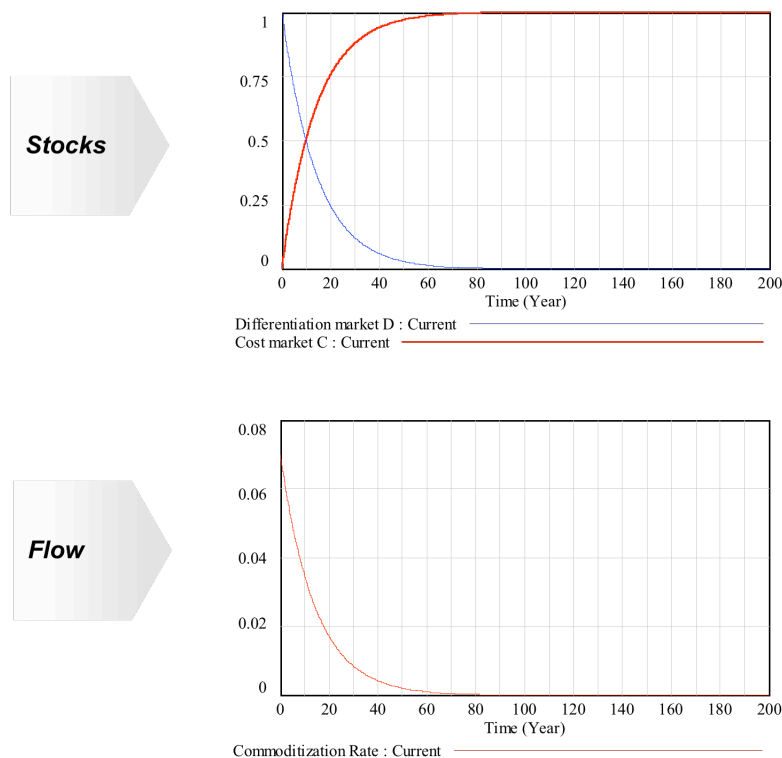 Stocks
1
0.75
0.5
0.25
0
0 20 40 60 80 100 120 140 160 180 200
Time (Year)
Differentiation market D : Current
Cost market C : Current
Flow
0.08
0.06
0.04
0.02
0
0 20 40 60 80 100 120 140 160 180 200
Time (Year)
Commoditization Rate : Current